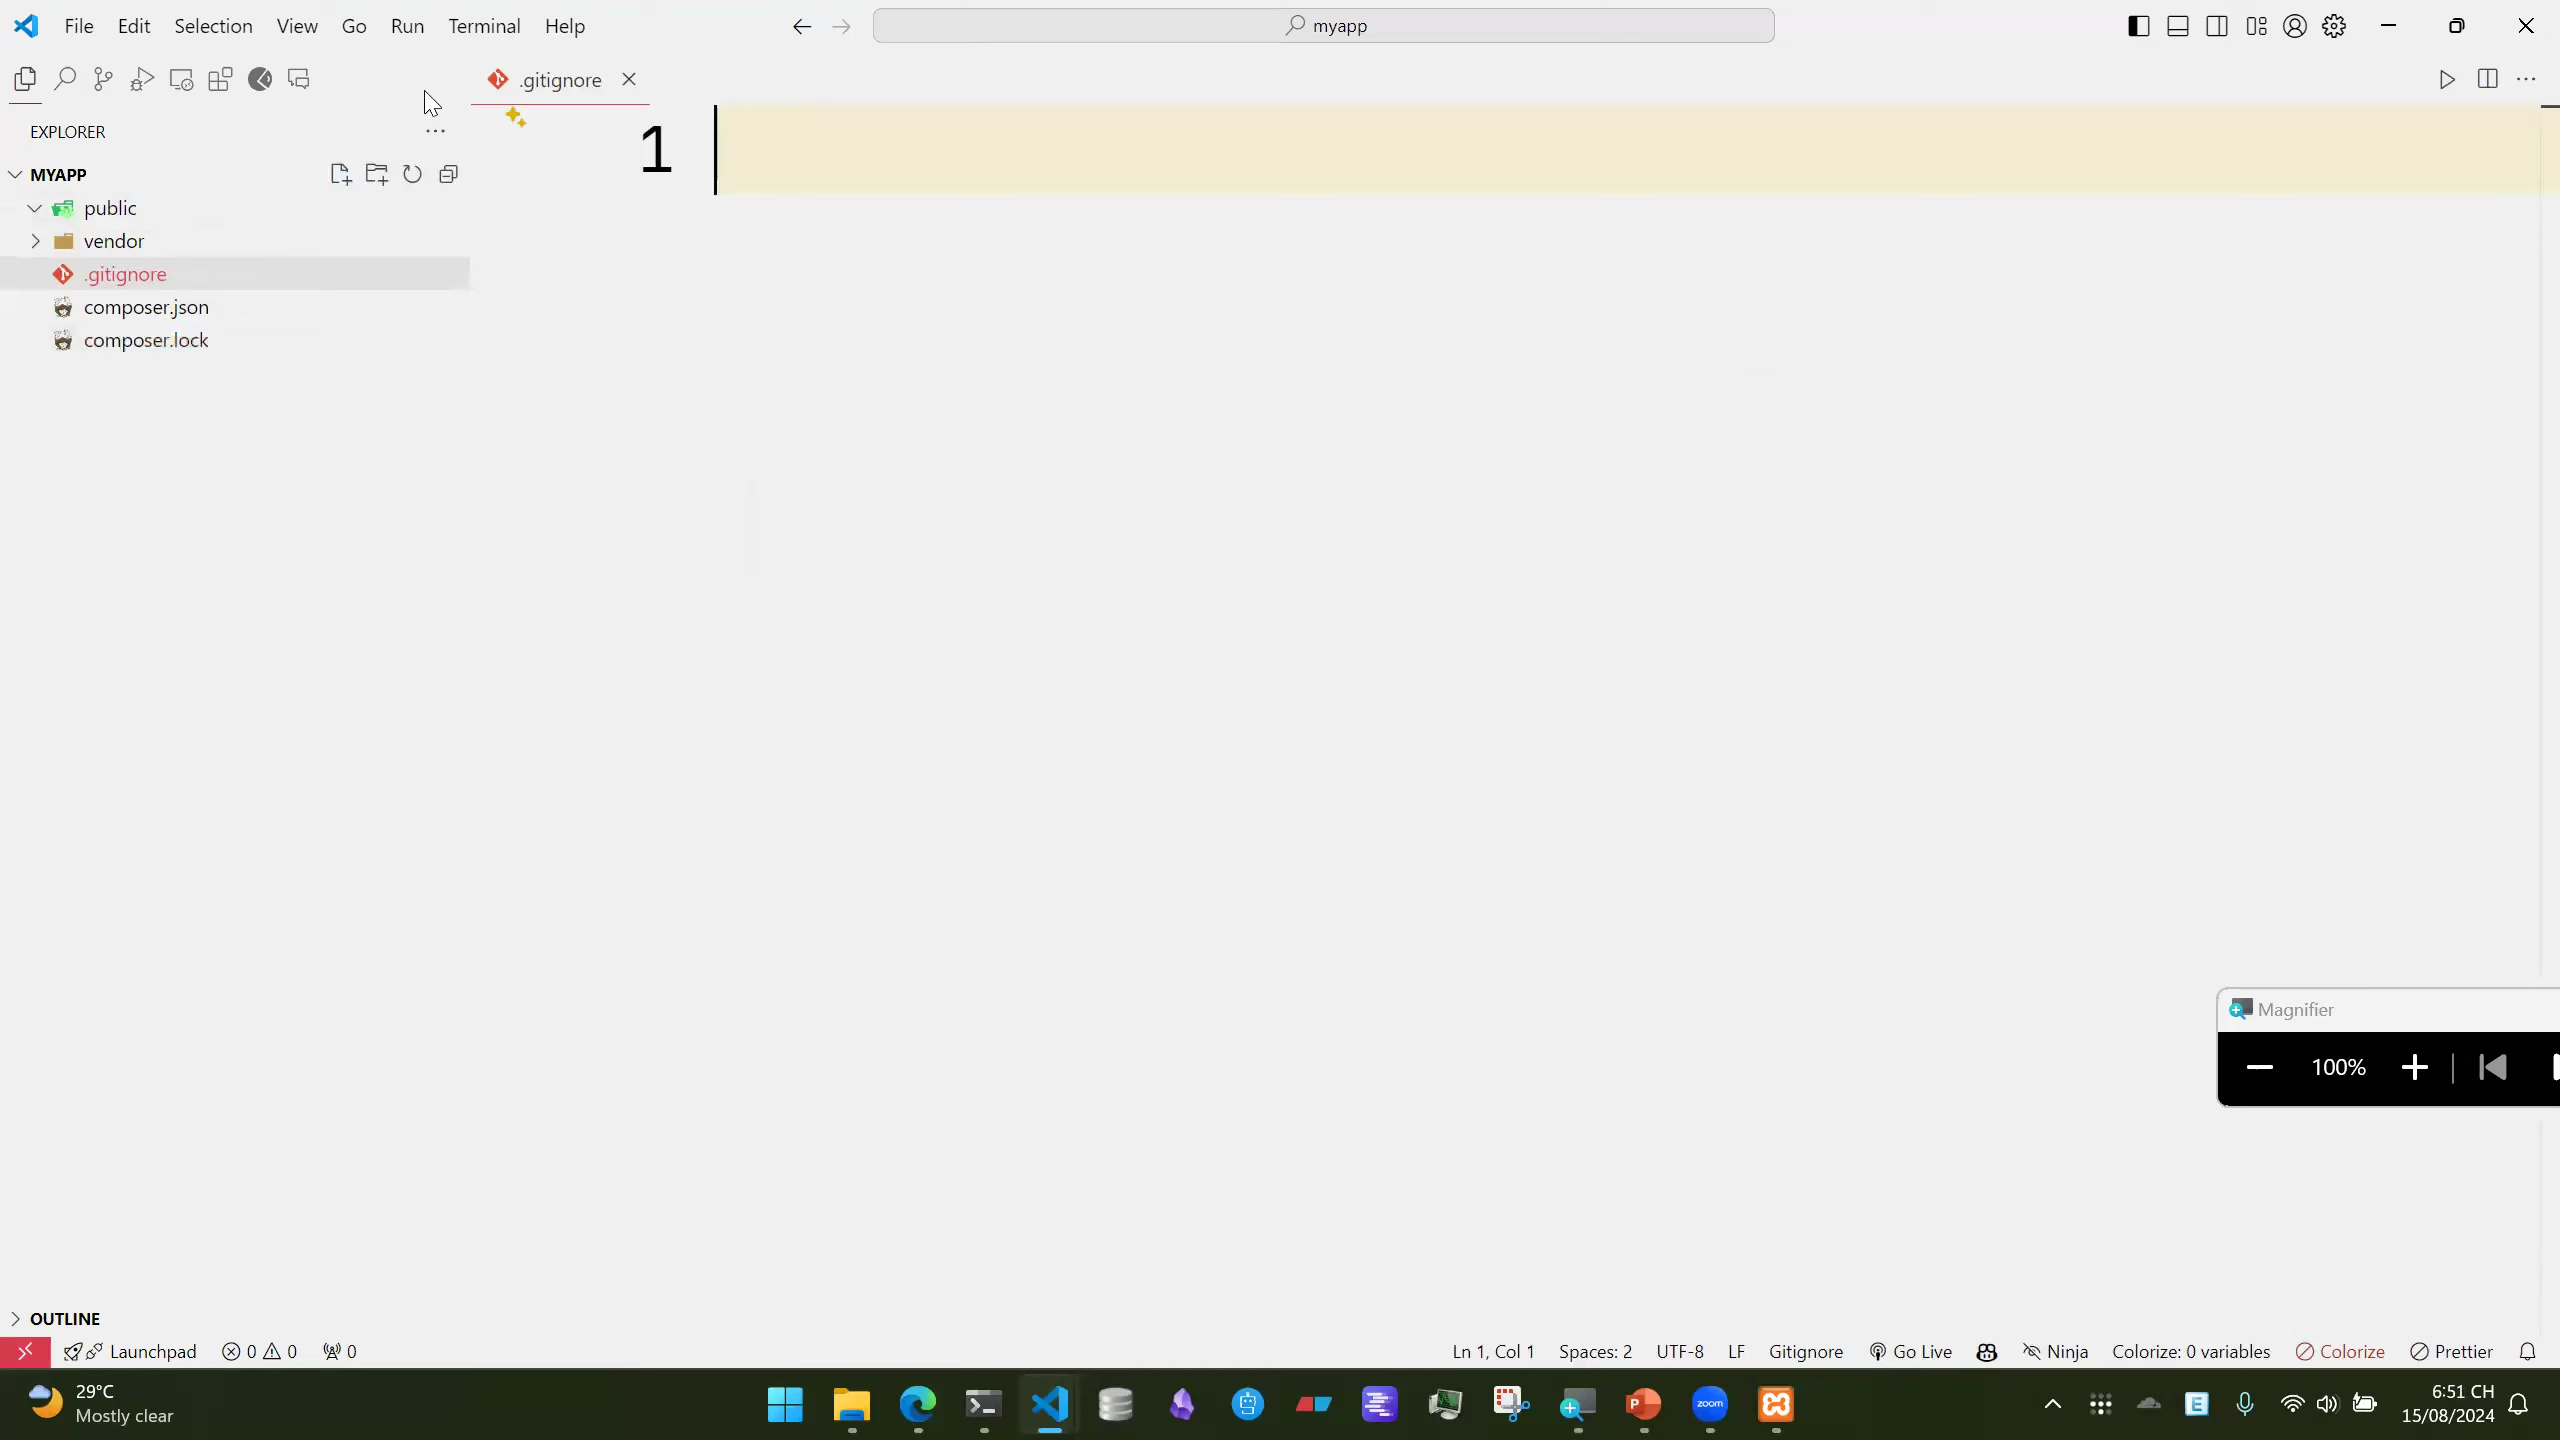 File Edit Selection View Go Run Terminal Help
myapp
.gitignore
EXPLORER
1
MYAPP
public
vendor
.gitignore
composer.json
composer.lock
Magnifier
100%
OUTLINE
Launchpad 0 0 0
Ln 1, Col 1 Spaces: 2 UTF-8 LF Gitignore Go Live Ninja Colorize: 0 variables Colorize Prettier
29°C
Mostly clear
zoom
E
6:51 CH
15/08/2024